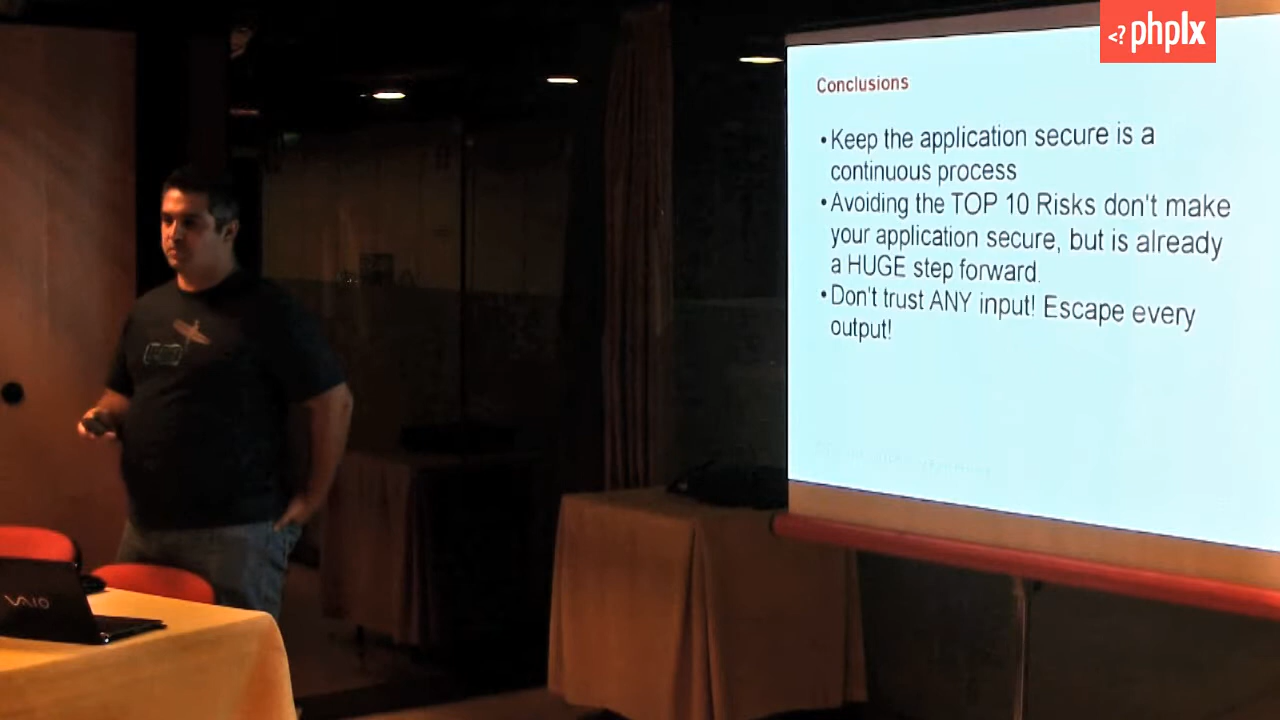 <? phplx
Conclusions
•Keep the application secure is a
continuous process
•Avoiding the TOP 10 Risks don't make
your application secure, but is already
a HUGE step forward.
•Don't trust ANY input! Escape every
output!
VAIO